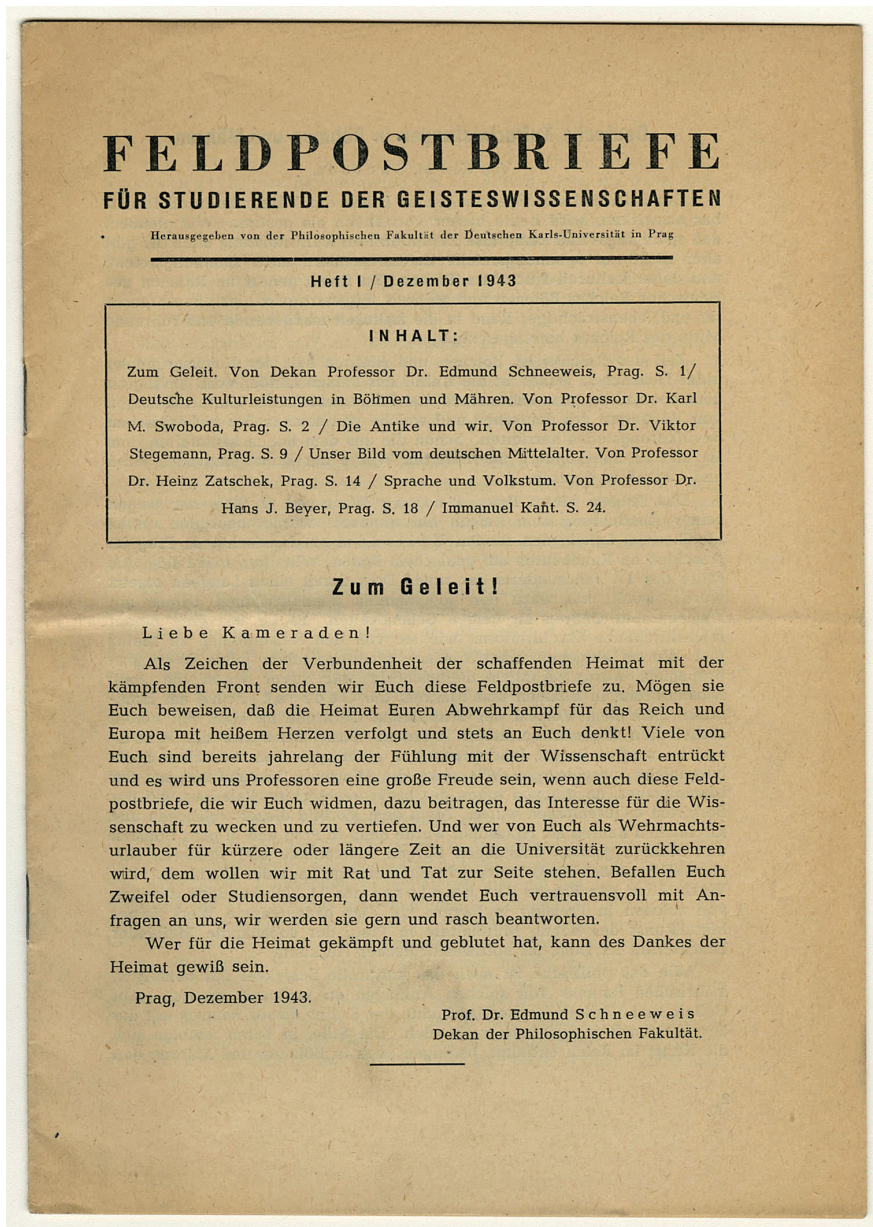 FELDPOSTBRIEFE
FÜR STUDIERENDE DER GEISTESWISSENSCHAFTEN
Herausgegeben von der Philosophischen Fakultät der Deutschen Karls-Universität in Prag
Heft 1 / Dezember 1943
INHALT:
Zum Geleit. Von Dekan Professor Dr. Edmund Schneeweis, Prag. S. 1/
Deutsche Kulturleistungen in Böhmen und Mähren. Von Professor Dr. Karl
M. Swoboda, Prag. S. 2 / Die Antike und wir. Von Professor Dr. Viktor
Stegemann, Prag. S. 9 / Unser Bild vom deutschen Mittelalter. Von Professor
Dr. Heinz Zatschek, Prag. S. 14 / Sprache und Volkstum. Von Professor Dr.
Hans J. Beyer, Prag. S. 18 / Immanuel Kant. S. 24.
Zum Geleit!
Liebe Kameraden!
Als Zeichen der Verbundenheit der schaffenden Heimat mit der
kämpfenden Front senden wir Euch diese Feldpostbriefe zu. Mögen sie
Euch beweisen, daß die Heimat Euren Abwehrkampf für das Reich und
Europa mit heißem Herzen verfolgt und stets an Euch denkt! Viele von
Euch sind bereits jahrelang der Fühlung mit der Wissenschaft entrückt
und es wird uns Professoren eine große Freude sein, wenn auch diese Feld-
postbriefe, die wir Euch widmen, dazu beitragen, das Interesse für die Wis-
senschaft zu wecken und zu vertiefen. Und wer von Euch als Wehrmachts-
urlauber für kürzere oder längere Zeit an die Universität zurückkehren
wird, dem wollen wir mit Rat und Tat zur Seite stehen. Befallen Euch
Zweifel oder Studiensorgen, dann wendet Euch vertrauensvoll mit An-
fragen an uns, wir werden sie gern und rasch beantworten.
Wer für die Heimat gekämpft und geblutet hat, kann des Dankes der
Heimat gewiß sein.
Prag, Dezember 1943.
Prof. Dr. Edmund Schneeweis
Dekan der Philosophischen Fakultät.